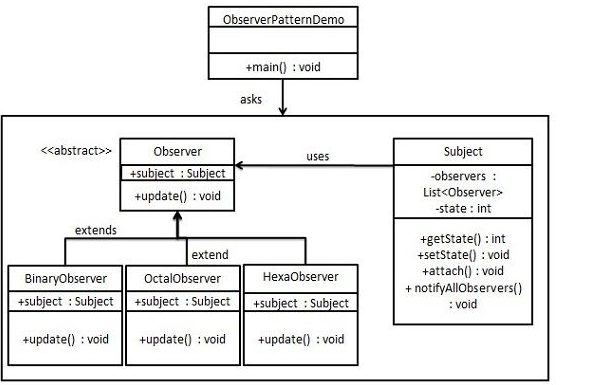 ObserverPatternDemo
+main() : void
asks
<<abstract>>
Observer
+subject : Subject
+update() : void
uses
Subject
-observers :
List<Observer>
-state : int
+getState() : int
+setState() : void
+attach() : void
+ notifyAllObservers()
: void
extends
extend
BinaryObserver
+subject : Subject
+update() : void
OctalObserver
+subject : Subject
+update() : void
HexaObserver
+subject : Subject
+update() : void